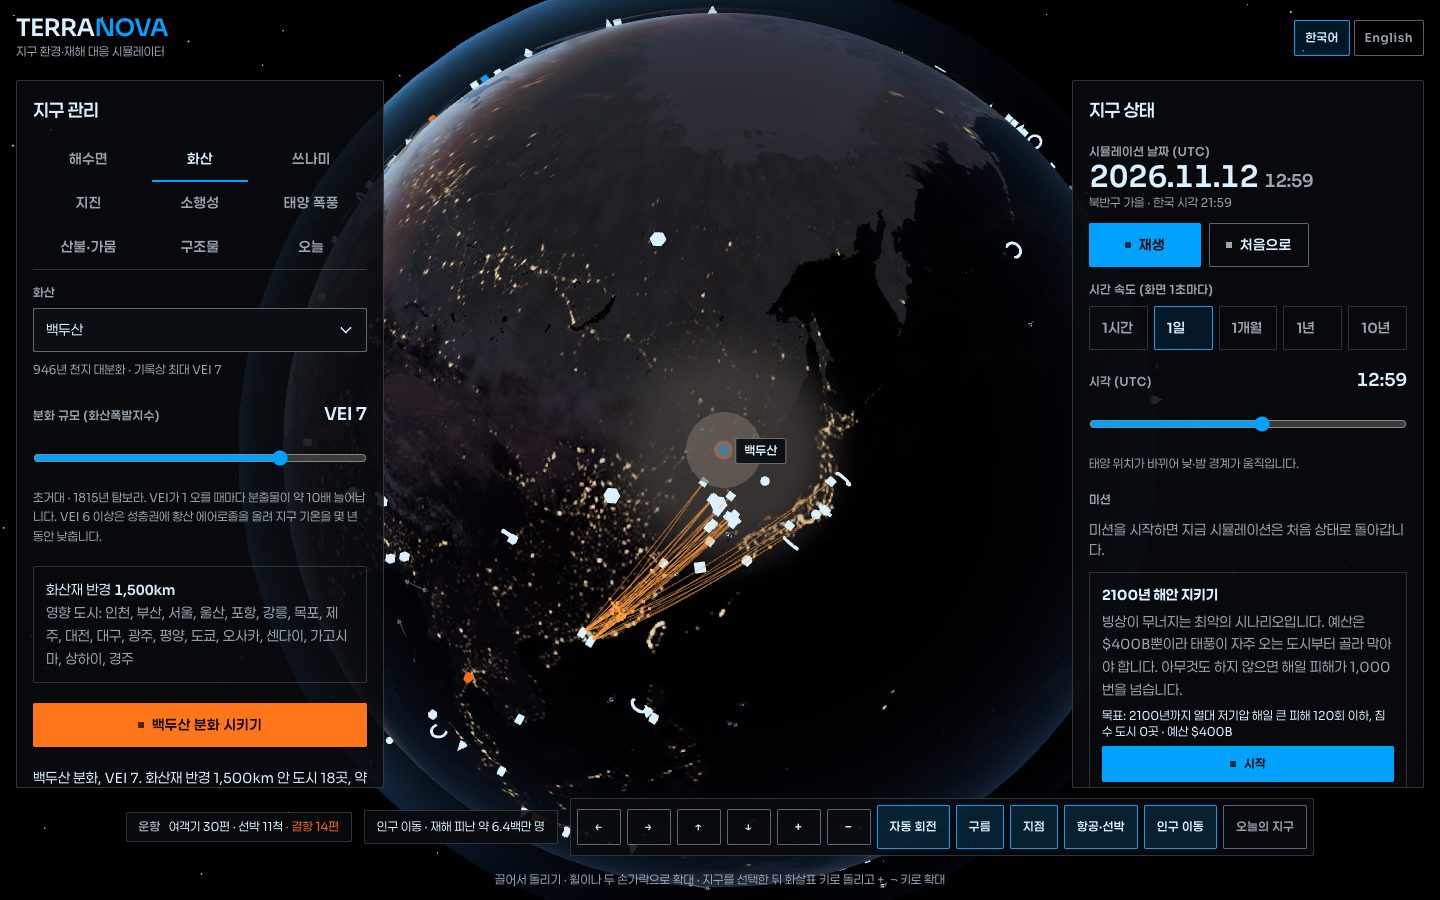 TERRANOVA
지구 환경·재해 대응 시뮬레이터
한국어
English
지구 관리
해수면
화산
쓰나미
지진
소행성
태양 폭풍
산불·가뭄
구조물
오늘
화산
백두산
946년 천지 대분화 · 기록상 최대 VEI 7
분화 규모 (화산폭발지수)
VEI 7
초거대 · 1815년 탐보라. VEI가 1 오를 때마다 분출물이 약 10배 늘어납
니다. VEI 6 이상은 성층권에 황산 에어로졸을 올려 지구 기온을 몇 년
동안 낮춥니다.
화산재 반경 1,500km
영향 도시: 인천, 부산, 서울, 울산, 포항, 강릉, 목포, 제
주, 대전, 대구, 광주, 평양, 도쿄, 오사카, 센다이, 가고시
마, 상하이, 경주
백두산 분화 시키기
백두산 분화, VEI 7. 화산재 반경 1,500km 안 도시 18곳, 약
백두산
지구 상태
시뮬레이션 날짜 (UTC)
2026.11.12 12:59
북반구 가을 · 한국 시각 21:59
재생
처음으로
시간 속도 (화면 1초마다)
1시간
1일
1개월
1년
10년
시각 (UTC)
12:59
태양 위치가 바뀌어 낮·밤 경계가 움직입니다.
미션
미션을 시작하면 지금 시뮬레이션은 처음 상태로 돌아갑니
다.
2100년 해안 지키기
빙상이 무너지는 최악의 시나리오입니다. 예산은
$400B뿐이라 태풍이 자주 오는 도시부터 골라 막아
야 합니다. 아무것도 하지 않으면 해일 피해가 1,000
번을 넘습니다.
목표: 2100년까지 열대 저기압 해일 큰 피해 120회 이하, 침
수 도시 0곳 · 예산 $400B
시작
운항 여객기 30편 · 선박 11척 · 결항 14편
인구 이동 · 재해 피난 약 6.4백만 명
←
→
↑
↓
+
−
자동 회전
구름
지점
항공·선박
인구 이동
오늘의 지구
끌어서 돌리기 · 휠이나 두 손가락으로 확대 · 지구를 선택한 뒤 화살표 키로 돌리고 +, − 키로 확대